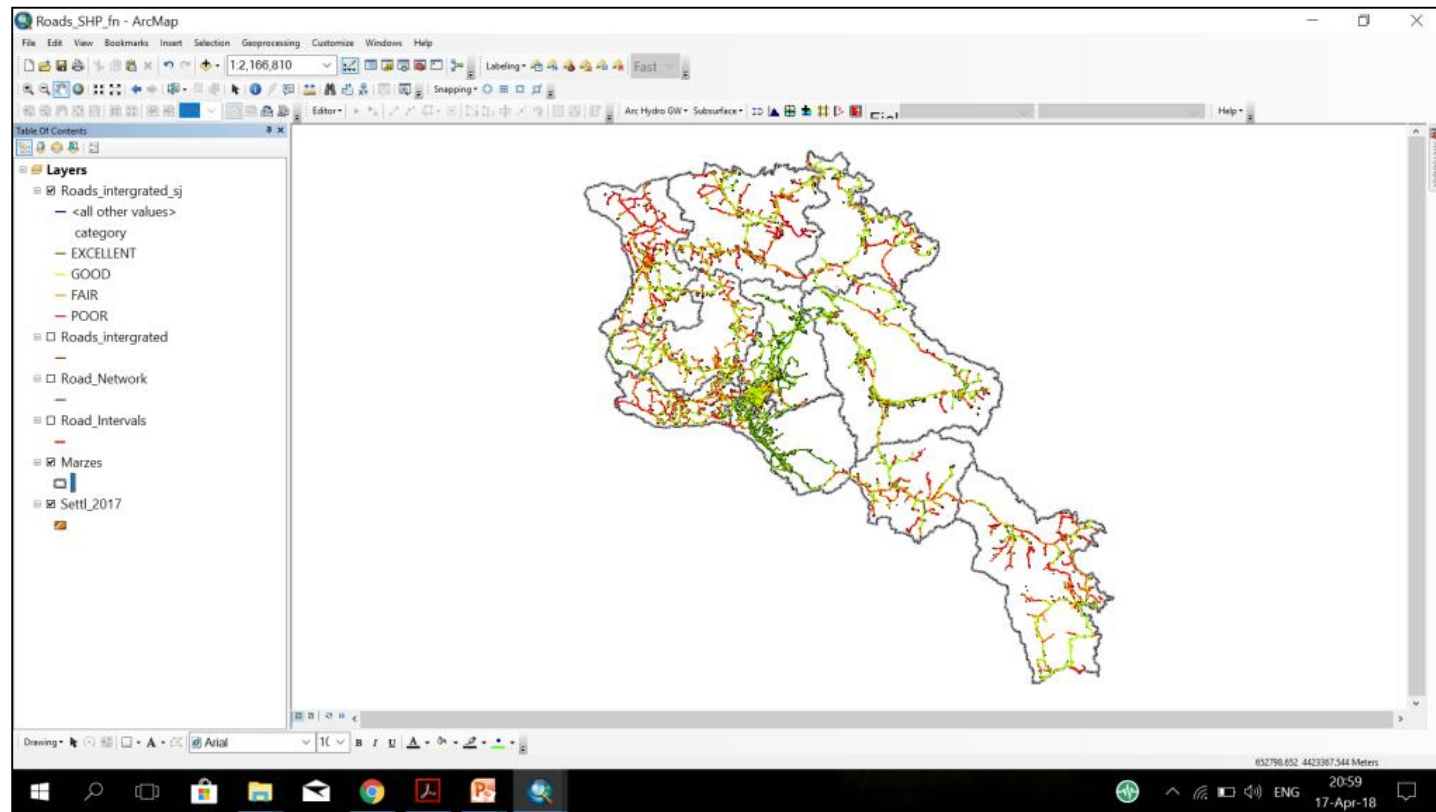 Roads_SHP_fn - ArcMap
File Edit View Bookmarks Insert Selection Geoprocessing Customize Windows Help
1:2,166,810 Labeling Fast
Snapping
Editor Arc Hydro GW Subsurface Help
Table Of Contents
Layers
Roads_intergrated_sj
<all other values>
category
EXCELLENT
GOOD
FAIR
POOR
Roads_intergrated
Road_Network
Road_Intervals
Marzes
Settl_2017
Drawing A Arial B I U A
652798.652 4423367.544 Meters
ENG
20:59
17-Apr-18